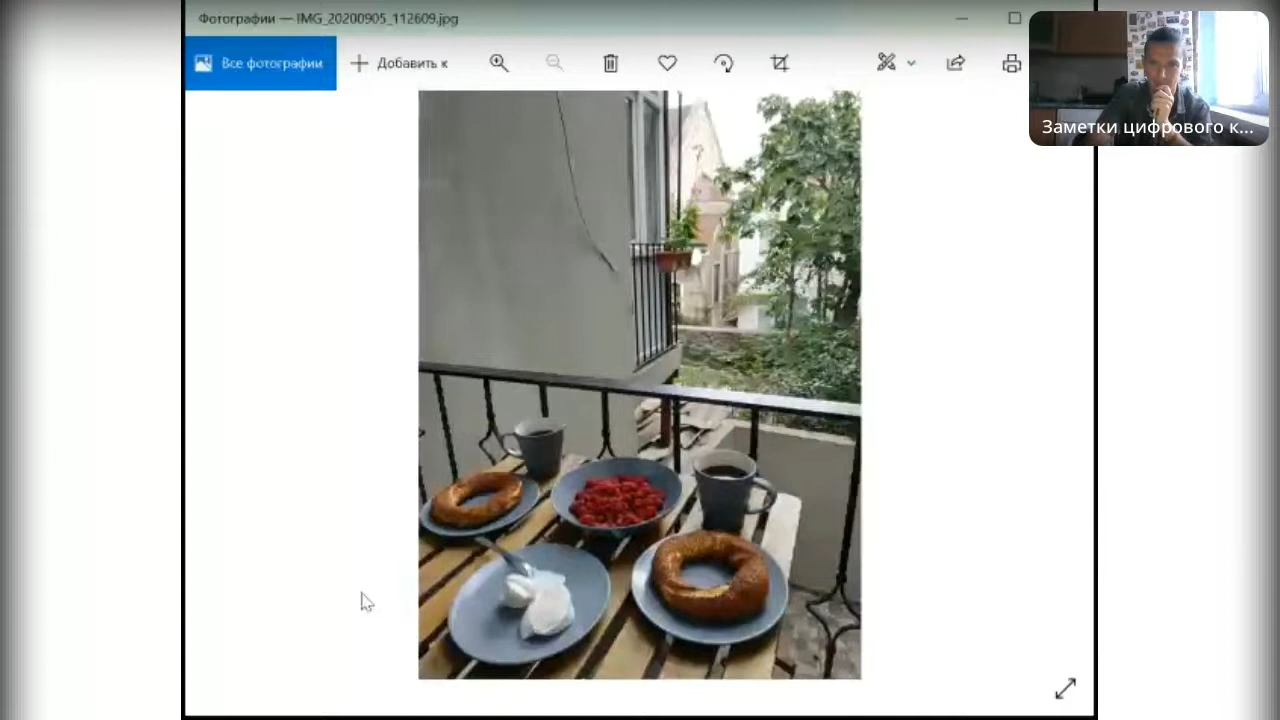 Фотографии — IMG_20200905_112609.jpg
Все фотографии
Добавить к
Заметки цифрового к...